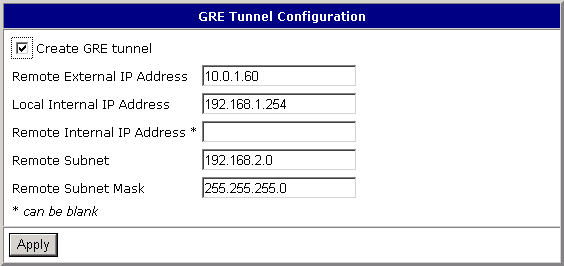 GRE Tunnel Configuration
Create GRE tunnel
Remote External IP Address 10.0.1.60
Local Internal IP Address 192.168.1.254
Remote Internal IP Address *
Remote Subnet 192.168.2.0
Remote Subnet Mask 255.255.255.0
* can be blank
Apply